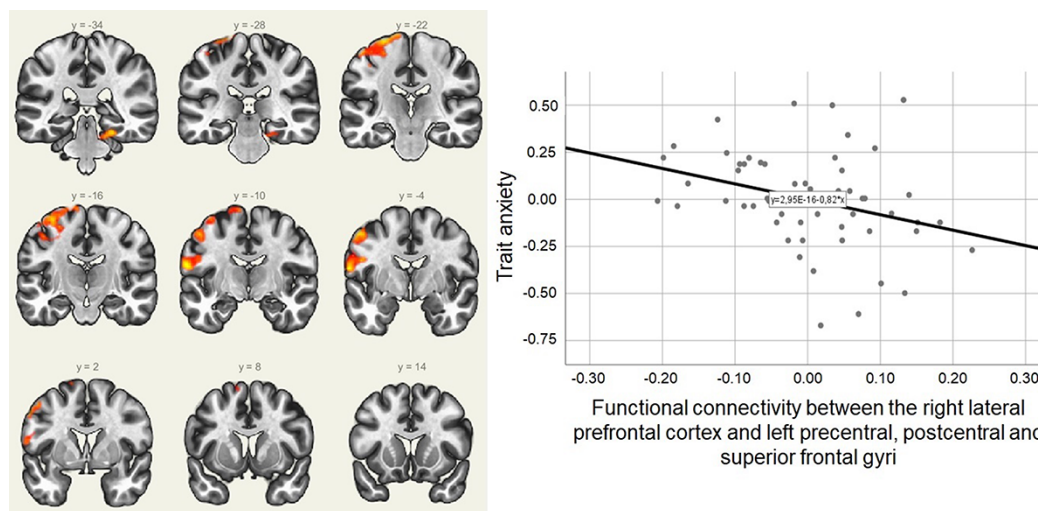 y = -34
y = -28
y = -22
y = -16
y = -10
y = -4
y = 2
y = 8
y = 14
Trait anxiety
0.50
0.25
0.00
-0.25
-0.50
-0.75
y=2,95E-16-0,82*x
-0.30 -0.20 -0.10 0.00 0.10 0.20 0.30
Functional connectivity between the right lateral
prefrontal cortex and left precentral, postcentral and
superior frontal gyri